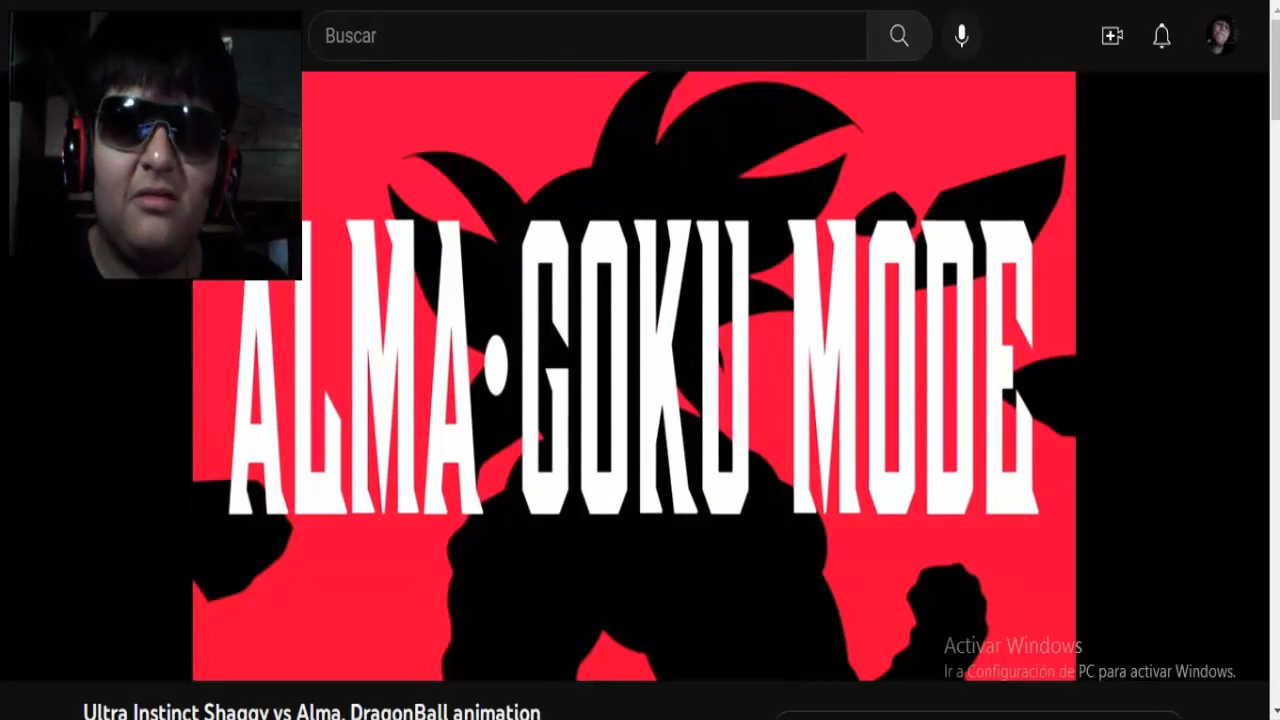 Buscar
ALMA•GOKU MODE
Activar Windows
Ir a Configuración de PC para activar Windows.
Ultra Instinct Shaggy vs Alma, DragonBall animation